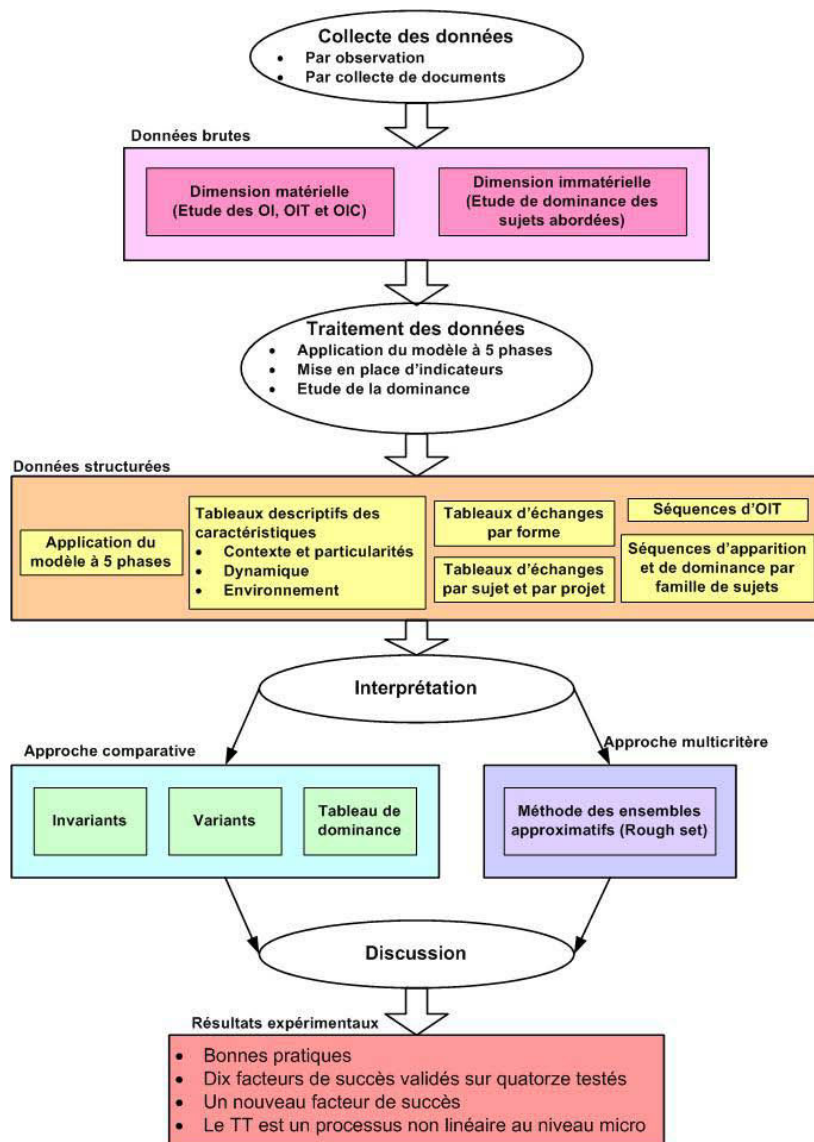 Collecte des données
• Par observation
• Par collecte de documents
Données brutes
Dimension matérielle
(Etude des OI, OIT et OIC)
Dimension immatérielle
(Etude de dominance des
sujets abordées)
Traitement des données
• Application du modèle à 5 phases
• Mise en place d'indicateurs
• Etude de la dominance
Données structurées
Application du
modèle à 5 phases
Tableaux descriptifs des
caractéristiques
• Contexte et particularités
• Dynamique
• Environnement
Tableaux d'échanges
par forme
Tableaux d'échanges
par sujet et par projet
Séquences d'OIT
Séquences d'apparition
et de dominance par
famille de sujets
Interprétation
Approche comparative
Approche multicritère
Invariants
Variants
Tableau de
dominance
Méthode des ensembles
approximatifs (Rough set)
Discussion
Résultats expérimentaux
• Bonnes pratiques
• Dix facteurs de succès validés sur quatorze testés
• Un nouveau facteur de succès
• Le TT est un processus non linéaire au niveau micro